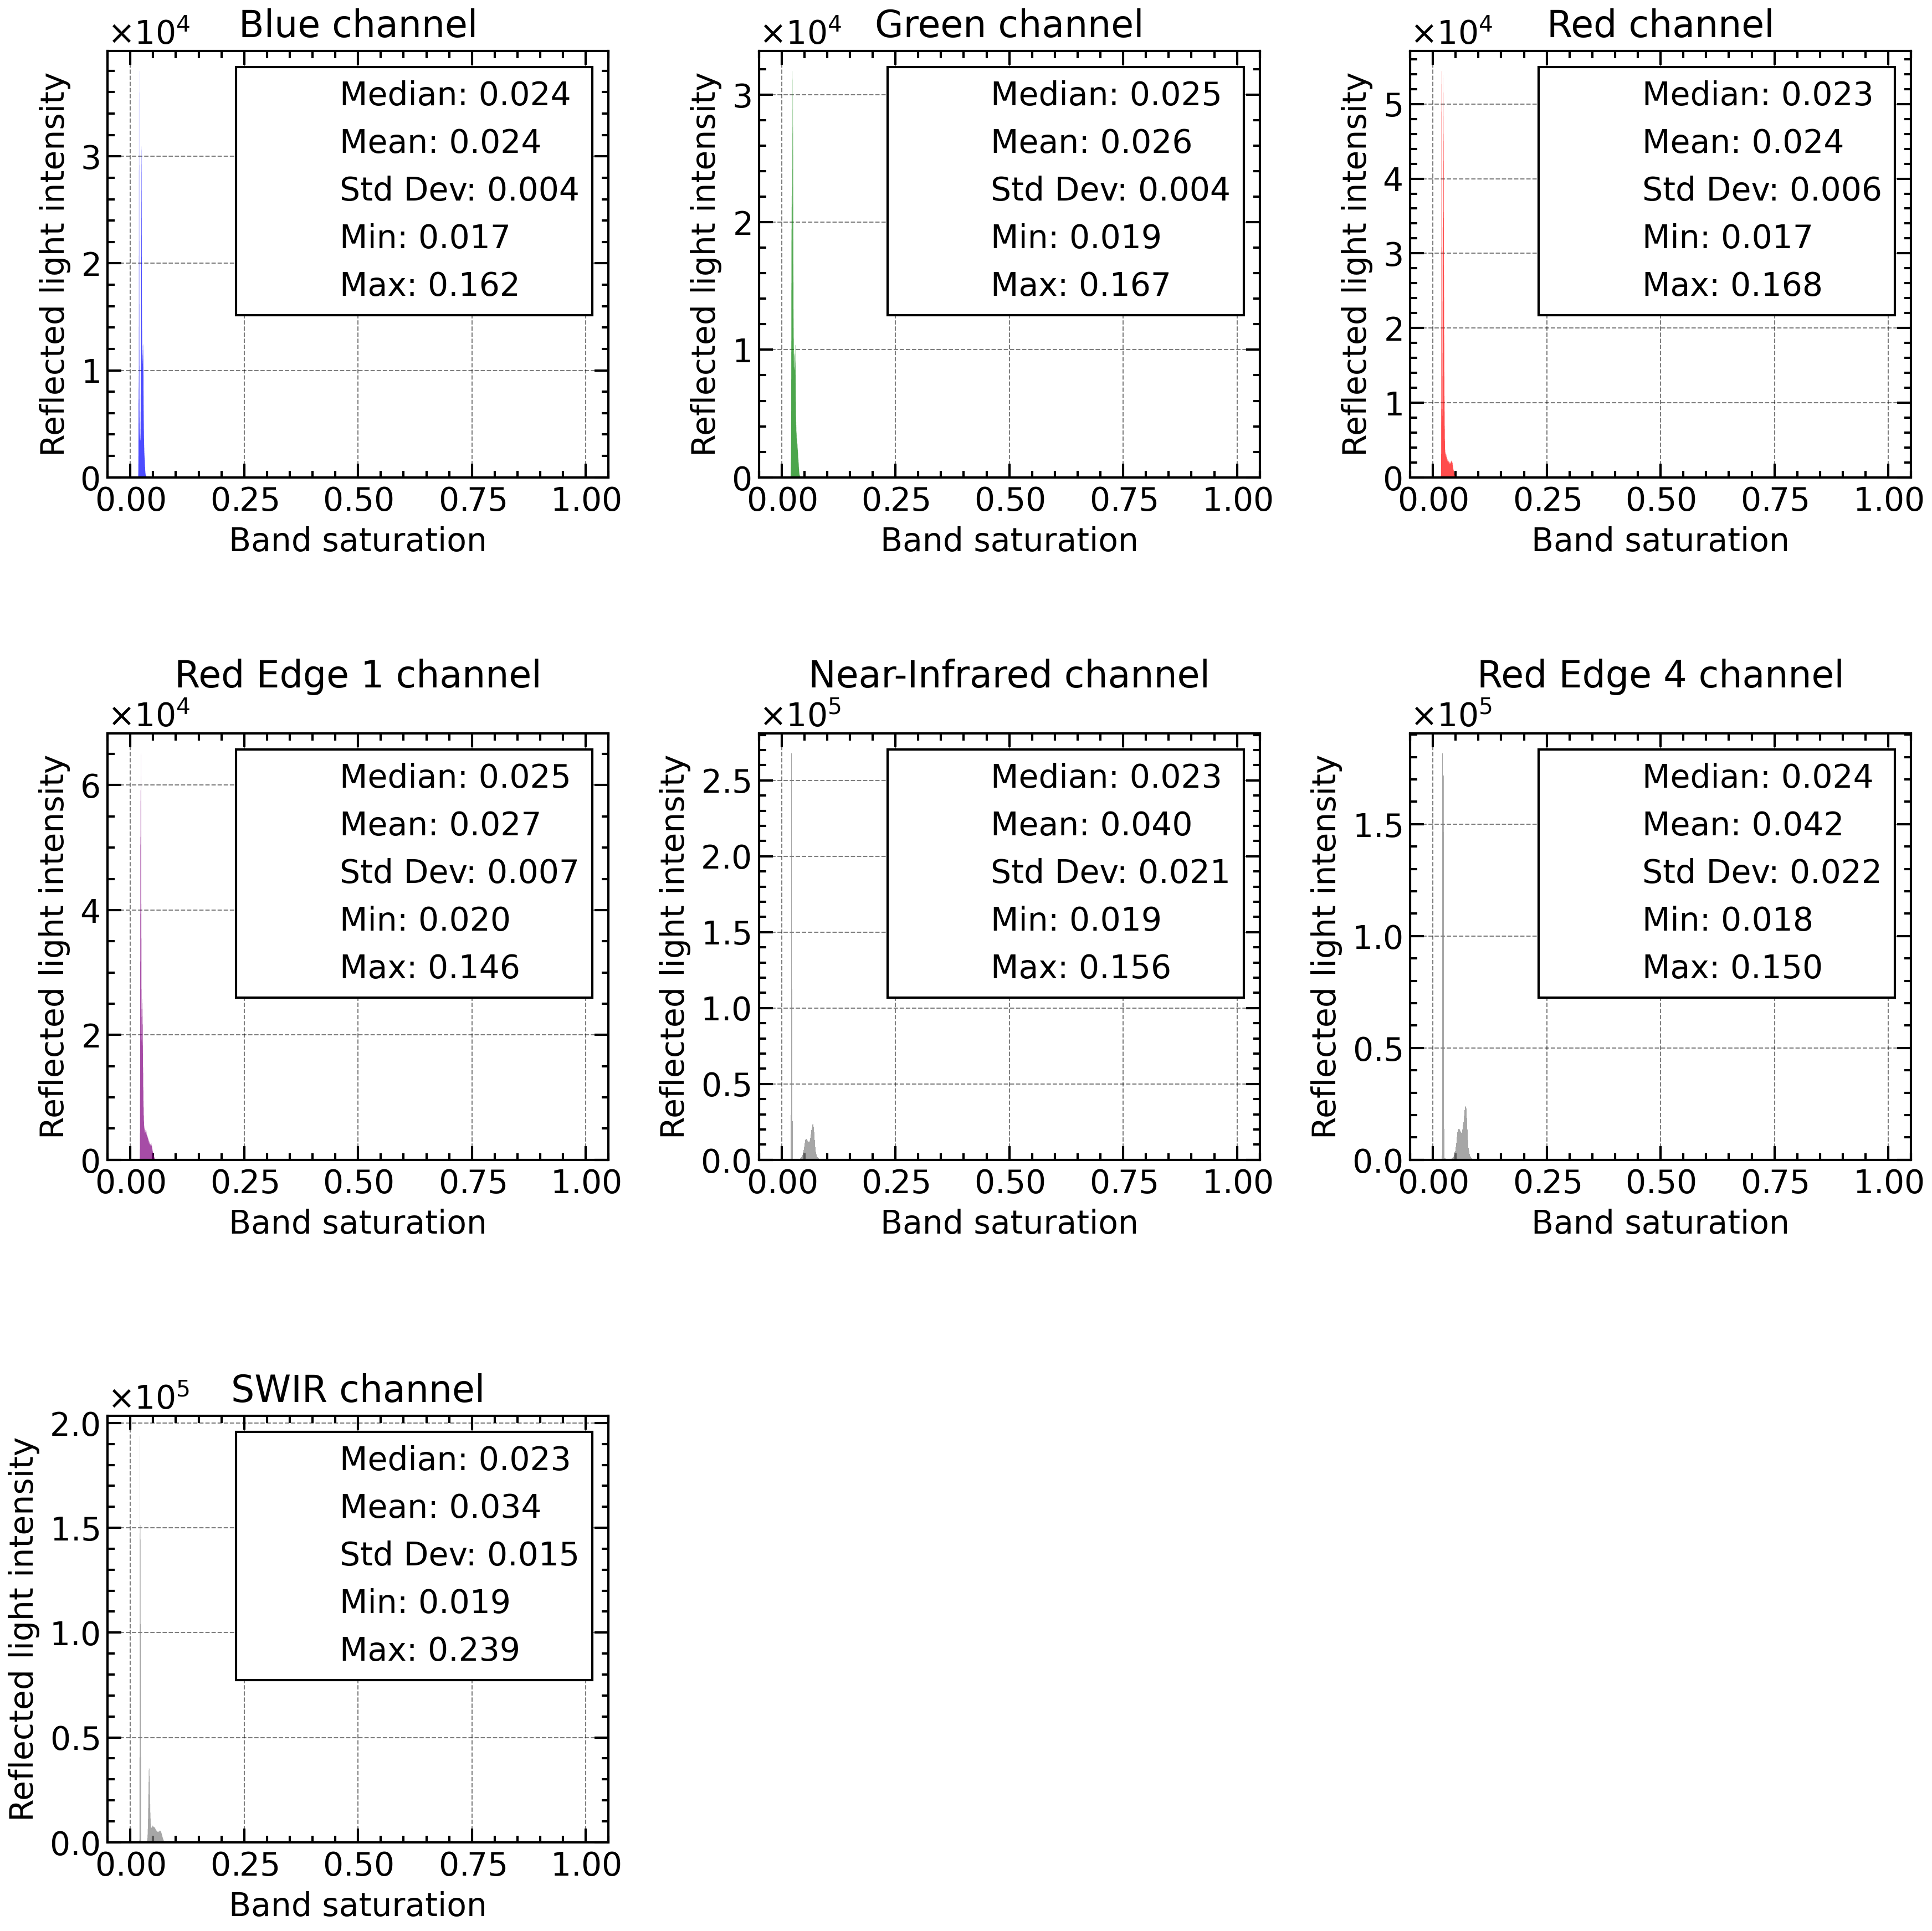 ×10⁴ Blue channel
Reflected light intensity
3
2
1
0
Median: 0.024
Mean: 0.024
Std Dev: 0.004
Min: 0.017
Max: 0.162
0.00 0.25 0.50 0.75 1.00
Band saturation
×10⁴ Green channel
Reflected light intensity
3
2
1
0
Median: 0.025
Mean: 0.026
Std Dev: 0.004
Min: 0.019
Max: 0.167
0.00 0.25 0.50 0.75 1.00
Band saturation
×10⁴ Red channel
Reflected light intensity
5
4
3
2
1
0
Median: 0.023
Mean: 0.024
Std Dev: 0.006
Min: 0.017
Max: 0.168
0.00 0.25 0.50 0.75 1.00
Band saturation
Red Edge 1 channel
×10⁴
Reflected light intensity
6
4
2
0
Median: 0.025
Mean: 0.027
Std Dev: 0.007
Min: 0.020
Max: 0.146
0.00 0.25 0.50 0.75 1.00
Band saturation
Near-Infrared channel
×10⁵
Reflected light intensity
2.5
2.0
1.5
1.0
0.5
0.0
Median: 0.023
Mean: 0.040
Std Dev: 0.021
Min: 0.019
Max: 0.156
0.00 0.25 0.50 0.75 1.00
Band saturation
Red Edge 4 channel
×10⁵
Reflected light intensity
1.5
1.0
0.5
0.0
Median: 0.024
Mean: 0.042
Std Dev: 0.022
Min: 0.018
Max: 0.150
0.00 0.25 0.50 0.75 1.00
Band saturation
×10⁵ SWIR channel
Reflected light intensity
2.0
1.5
1.0
0.5
0.0
Median: 0.023
Mean: 0.034
Std Dev: 0.015
Min: 0.019
Max: 0.239
0.00 0.25 0.50 0.75 1.00
Band saturation